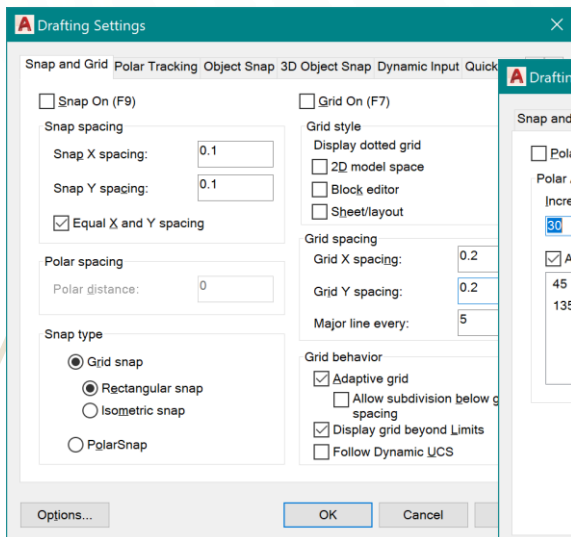 Drafting Settings
Snap and Grid Polar Tracking Object Snap 3D Object Snap Dynamic Input Quick
Snap On (F9)
Snap spacing
Snap X spacing: 0.1
Snap Y spacing: 0.1
Equal X and Y spacing
Polar spacing
Polar distance: 0
Snap type
Grid snap
Rectangular snap
Isometric snap
PolarSnap
Grid On (F7)
Grid style
Display dotted grid
2D model space
Block editor
Sheet/layout
Grid spacing
Grid X spacing: 0.2
Grid Y spacing: 0.2
Major line every: 5
Grid behavior
Adaptive grid
Allow subdivision below g
spacing
Display grid beyond Limits
Follow Dynamic UCS
Options...
OK
Cancel
Draftin
Snap and
Pola
Polar
Incre
30
A
45
135